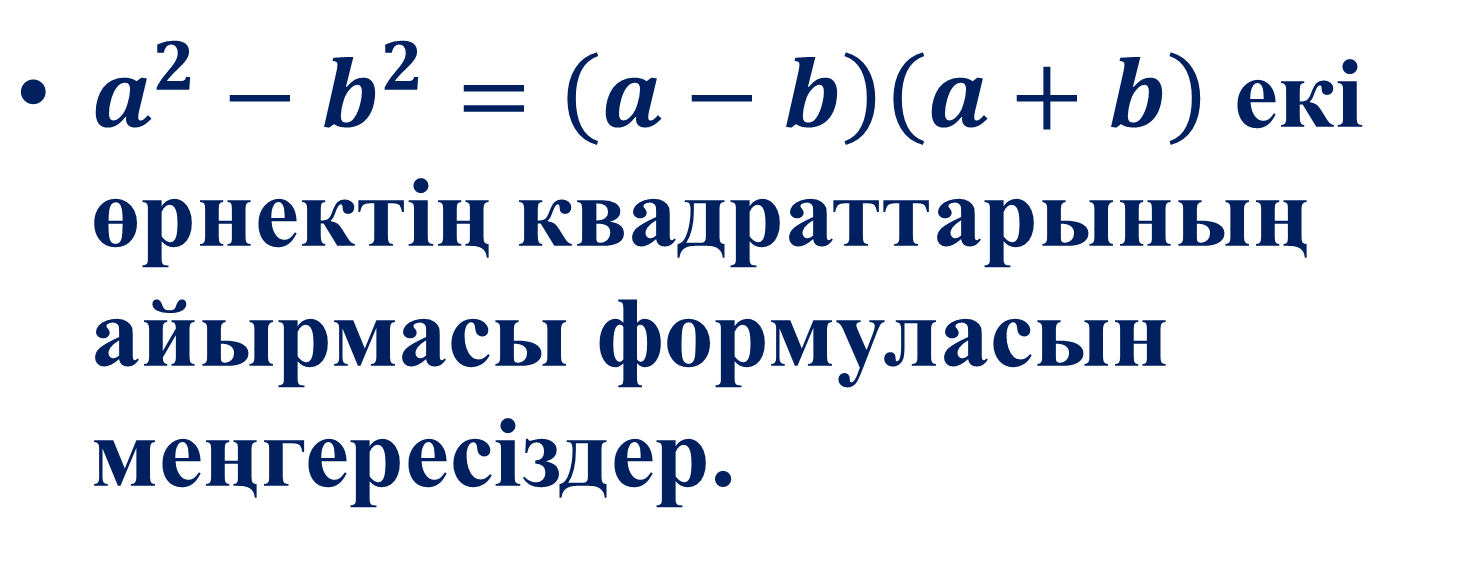 • a² − b² = (a − b)(a + b) екі
өрнектің квадраттарының
айырмасы формуласын
меңгересіздер.